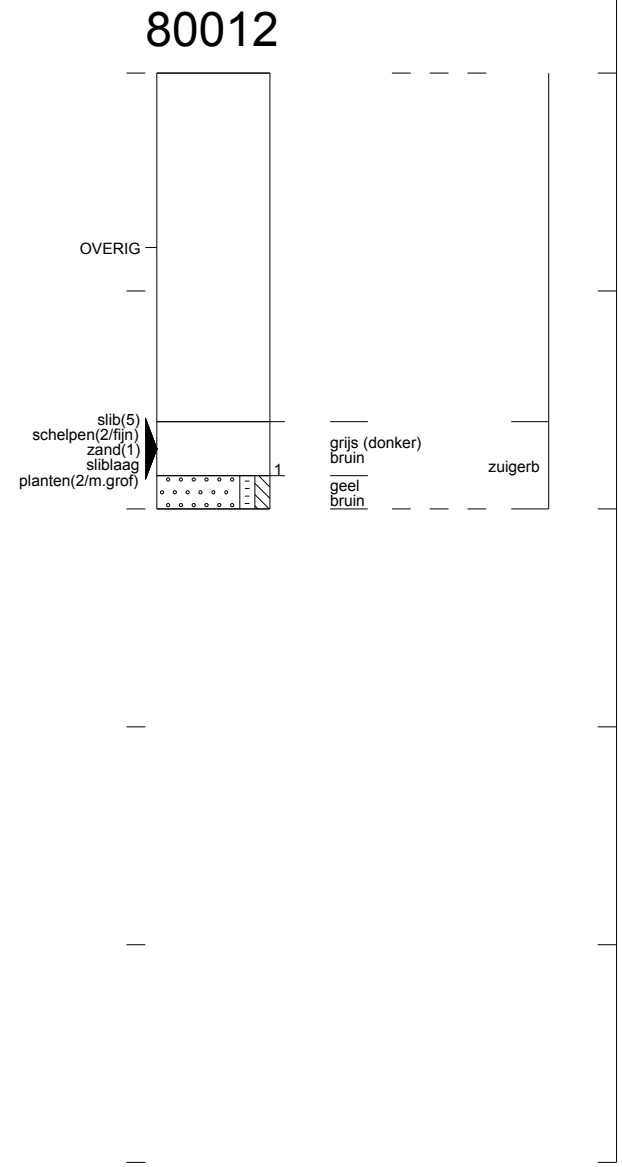 80012
OVERIG
slib(5)
schelpen(2/fijn)
zand(1)
sliblaag
planten(2/m.grof)
1
grijs (donker)
bruin
geel
bruin
zuigerb